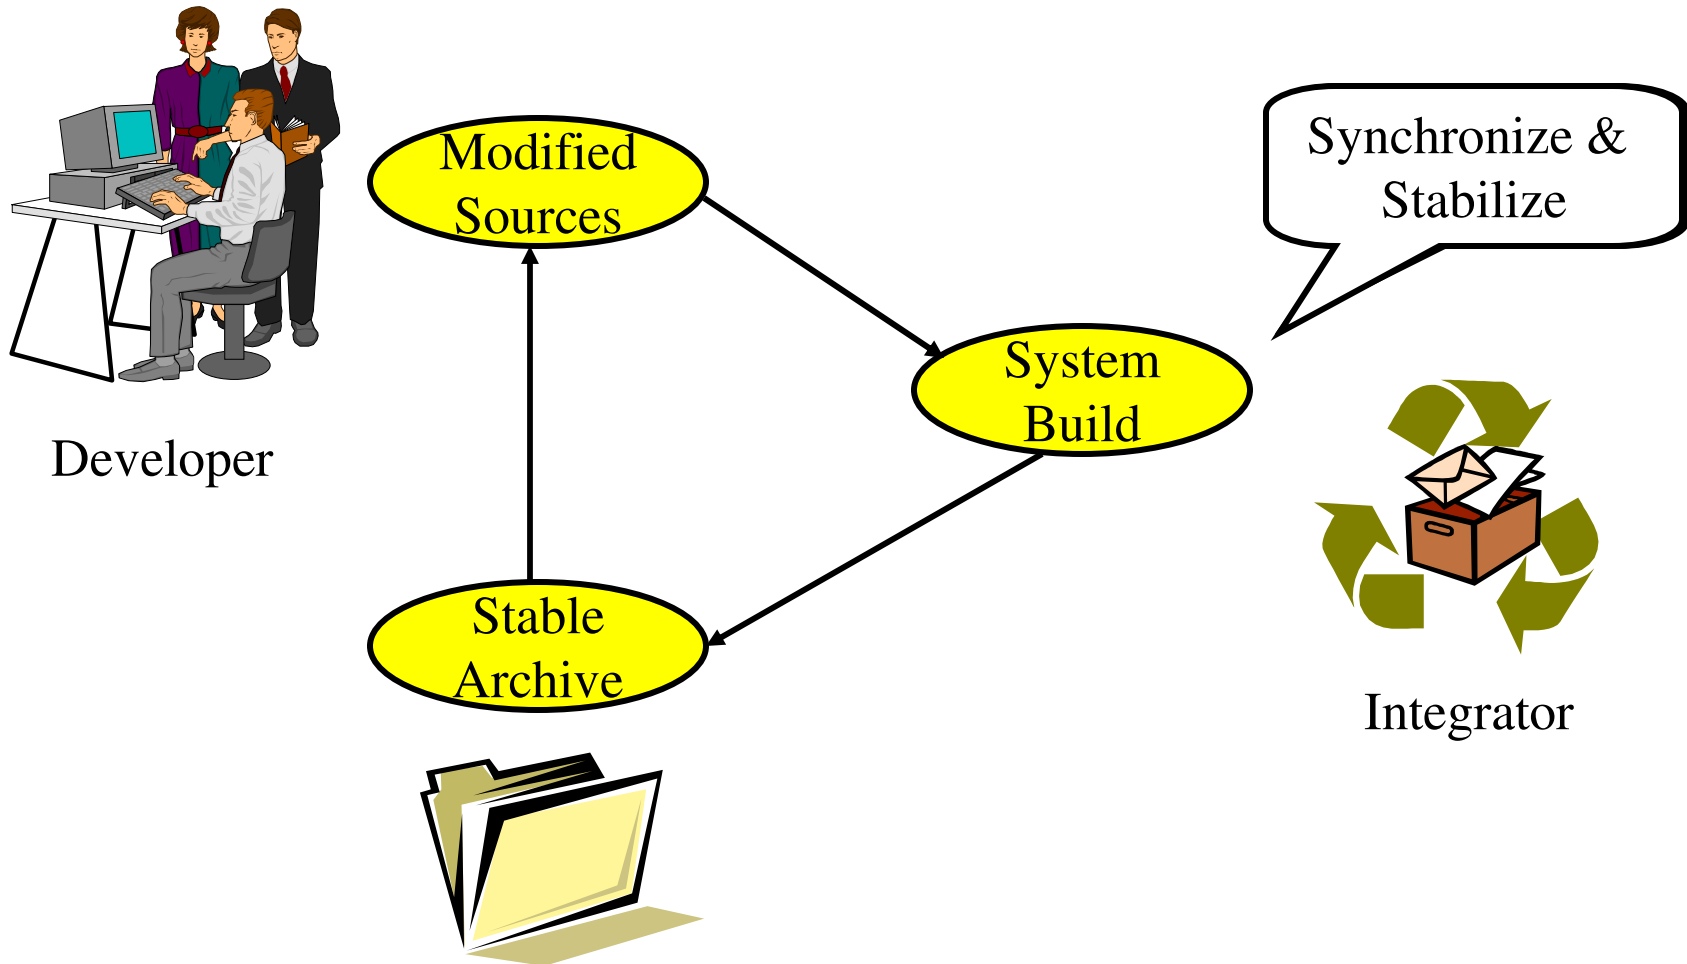 Modified
Sources
Synchronize &
Stabilize
System
Build
Developer
Stable
Archive
Integrator